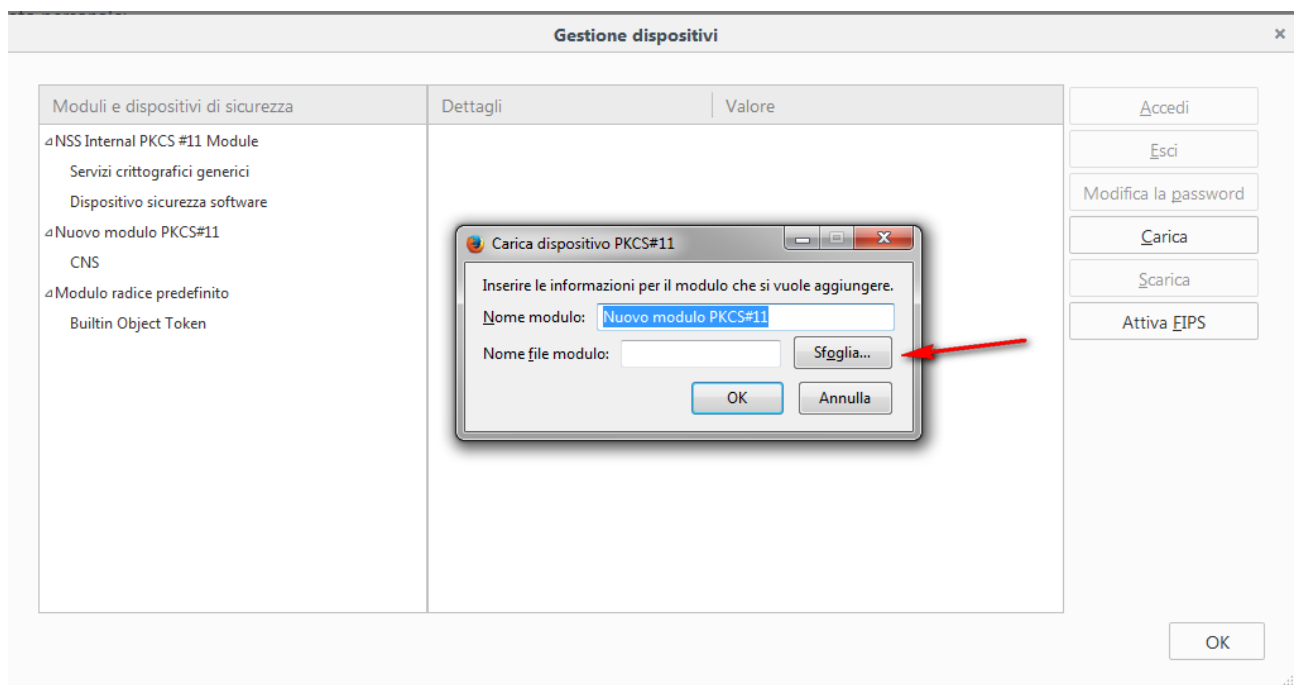 Gestione dispositivi
Moduli e dispositivi di sicurezza
Dettagli
Valore
NSS Internal PKCS #11 Module
Servizi crittografici generici
Dispositivo sicurezza software
Nuovo modulo PKCS#11
CNS
Modulo radice predefinito
Builtin Object Token
Carica dispositivo PKCS#11
Inserire le informazioni per il modulo che si vuole aggiungere.
Nome modulo: Nuovo modulo PKCS#11
Nome file modulo: Sfoglia...
OK Annulla
Accedi
Esci
Modifica la password
Carica
Scarica
Attiva FIPS
OK